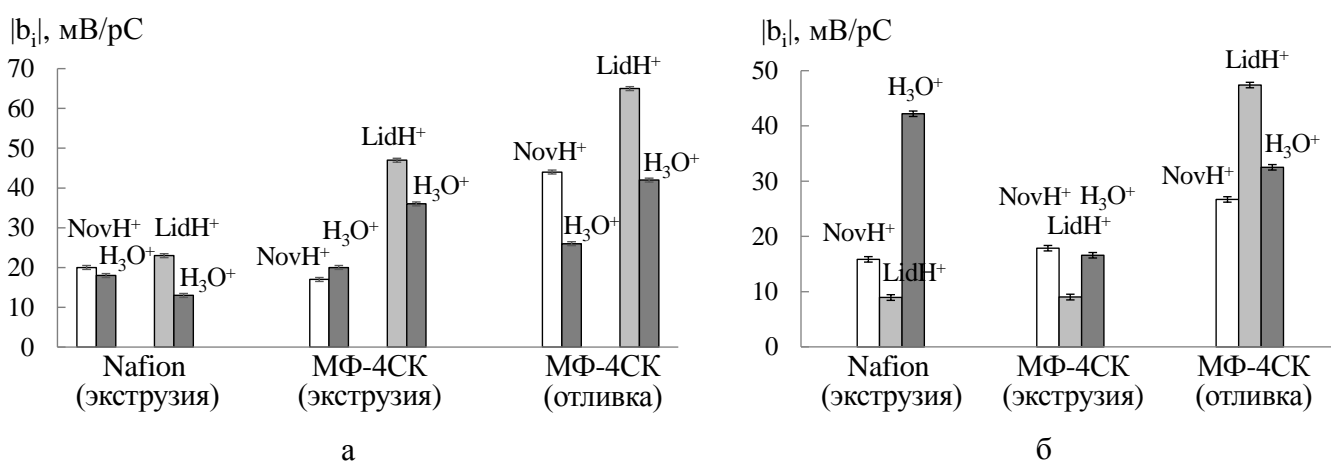 |bᵢ|, мВ/рС
70
60
50
40
30
20
10
0
NovH⁺
H₃O⁺
LidH⁺
H₃O⁺
NovH⁺
H₃O⁺
LidH⁺
H₃O⁺
NovH⁺
H₃O⁺
LidH⁺
H₃O⁺
Nafion
(экструзия)
МФ-4СК
(экструзия)
МФ-4СК
(отливка)
а
|bᵢ|, мВ/рС
50
40
30
20
10
0
NovH⁺
LidH⁺
H₃O⁺
NovH⁺
LidH⁺
H₃O⁺
NovH⁺
LidH⁺
H₃O⁺
Nafion
(экструзия)
МФ-4СК
(экструзия)
МФ-4СК
(отливка)
б